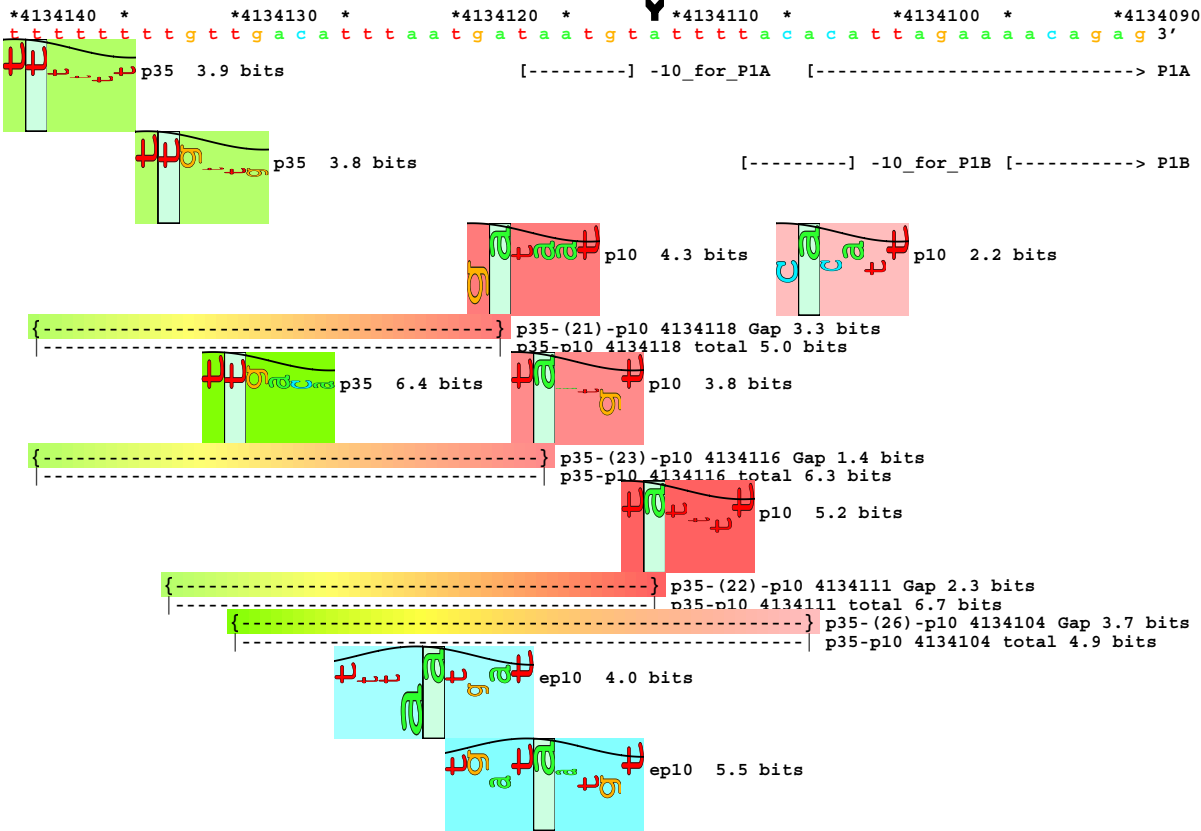 *4134140 * *4134130 * *4134120 * *4134110 * *4134100 * *4134090
t t t t t t t t g t t g a c a t t t a a t g a t a a t g t a t t t t a c a c a t t a g a a a a c a g a g 3'
p35 3.9 bits [---------] -10_for_P1A [-----------------------------> P1A
p35 3.8 bits [---------] -10_for_P1B [-----------> P1B
p10 4.3 bits p10 2.2 bits
p35-(21)-p10 4134118 Gap 3.3 bits
p35-p10 4134118 total 5.0 bits
p35 6.4 bits p10 3.8 bits
p35-(23)-p10 4134116 Gap 1.4 bits
p35-p10 4134116 total 6.3 bits
p10 5.2 bits
p35-(22)-p10 4134111 Gap 2.3 bits
p35-p10 4134111 total 6.7 bits
p35-(26)-p10 4134104 Gap 3.7 bits
p35-p10 4134104 total 4.9 bits
ep10 4.0 bits
ep10 5.5 bits